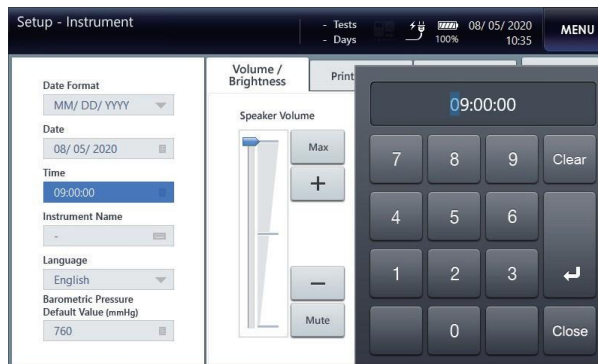 Setup - Instrument
- Tests
- Days
100%
08/ 05/ 2020
10:35
MENU
Date Format
MM/ DD/ YYYY
Date
08/ 05/ 2020
Time
09:00:00
Instrument Name
-
Language
English
Barometric Pressure
Default Value (mmHg)
760
Volume /
Brightness
Print
Speaker Volume
Max
+
−
Mute
09:00:00
7 8 9 Clear
4 5 6
1 2 3
0 Close